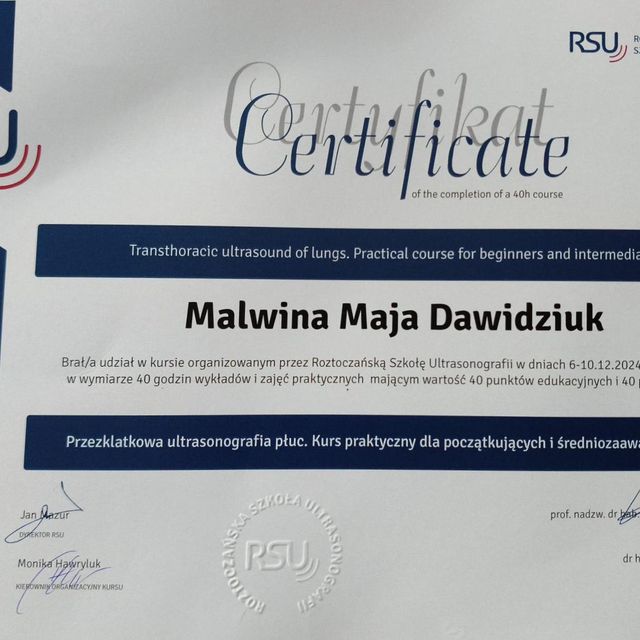 RSU
Certyfikat
Certificate
of the completion of a 40h course
Transthoracic ultrasound of lungs. Practical course for beginners and intermedia
Malwina Maja Dawidziuk
Brał/a udział w kursie organizowanym przez Roztoczańską Szkołę Ultrasonografii w dniach 6-10.12.2024
w wymiarze 40 godzin wykładów i zajęć praktycznych mającym wartość 40 punktów edukacyjnych i 40 p
Przezklatkowa ultrasonografia płuc. Kurs praktyczny dla początkujących i średniozaawa
Jan Mazur
DYREKTOR RSU
prof. nadzw. dr hab.
Monika Hawryluk
KIEROWNIK ORGANIZACYJNY KURSU
dr h
ROZTOCZAŃSKA SZKOŁA ULTRASONOGRAFII
RSU